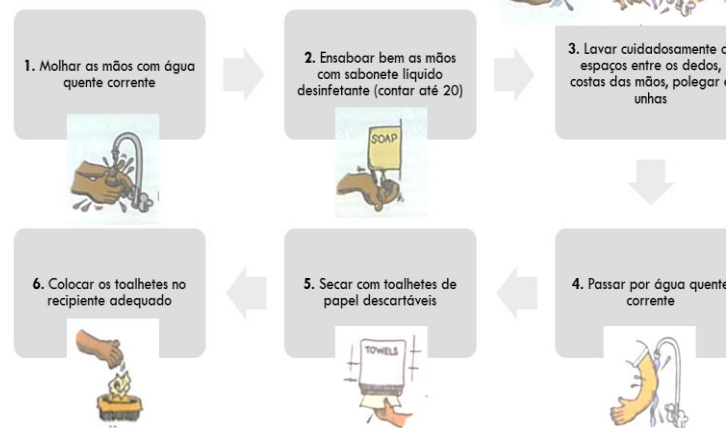 1. Molhar as mãos com água
quente corrente
2. Ensaboar bem as mãos
com sabonete líquido
desinfetante (contar até 20)
3. Lavar cuidadosamente
espaços entre os dedos,
costas das mãos, polegar
unhas
SOAP
6. Colocar os toalhetes no
recipiente adequado
5. Secar com toalhetes de
papel descartáveis
4. Passar por água quente
corrente
TOWELS